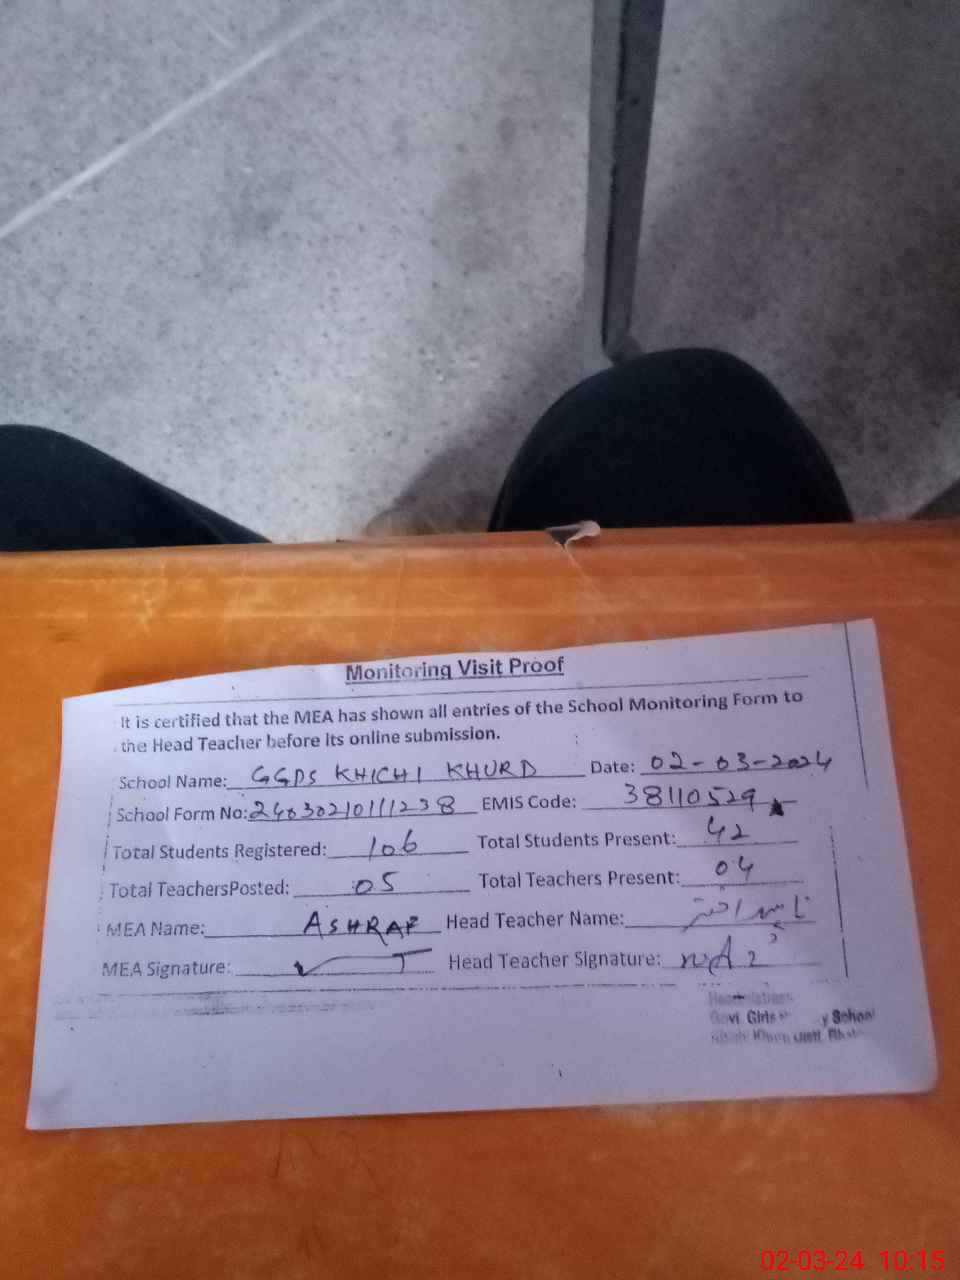 Monitoring Visit Proof
It is certified that the MEA has shown all entries of the School Monitoring Form to
the Head Teacher before its online submission.
School Name: GGPS KHICHI KHURD Date: 02-03-2024
School Form No: 2403020111238 EMIS Code: 38110529
Total Students Registered: 106 Total Students Present: 42
Total TeachersPosted: 05 Total Teachers Present: 04
MEA Name: ASHRAF Head Teacher Name:
MEA Signature: Head Teacher Signature:
Govt. Girls School
02-03-24 10:15